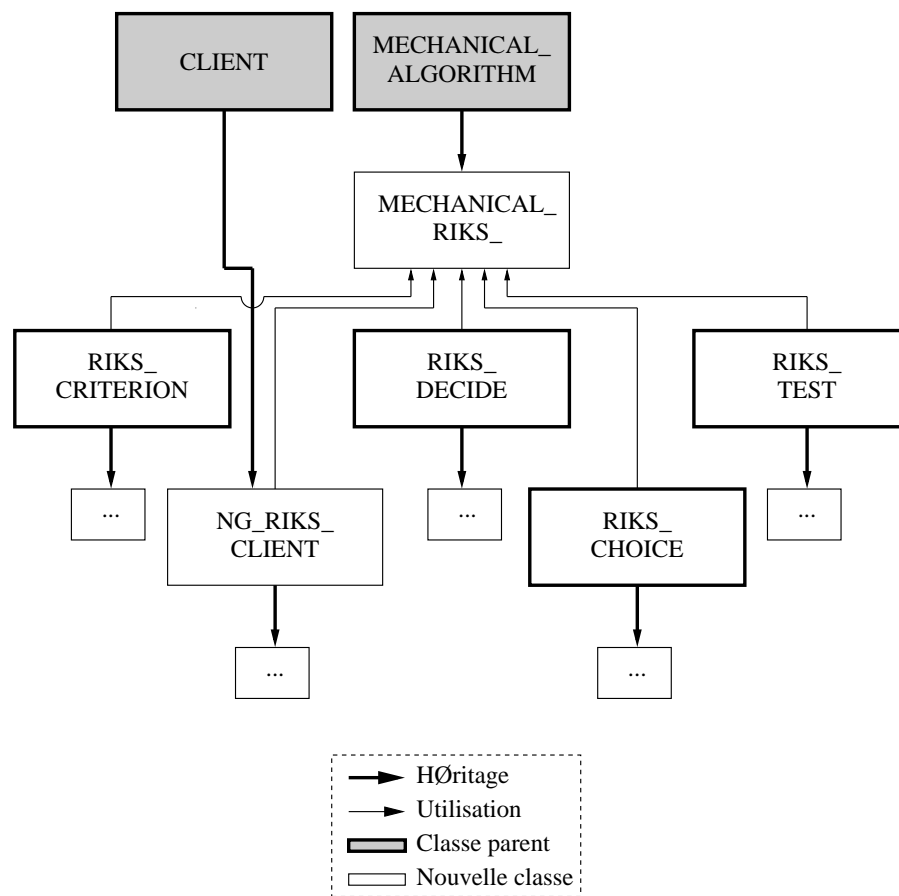 CLIENT
MECHANICAL_
ALGORITHM
MECHANICAL_
RIKS_
RIKS_
CRITERION
RIKS_
DECIDE
RIKS_
TEST
...
NG_RIKS_
CLIENT
...
RIKS_
CHOICE
...
...
...
HØritage
Utilisation
Classe parent
Nouvelle classe